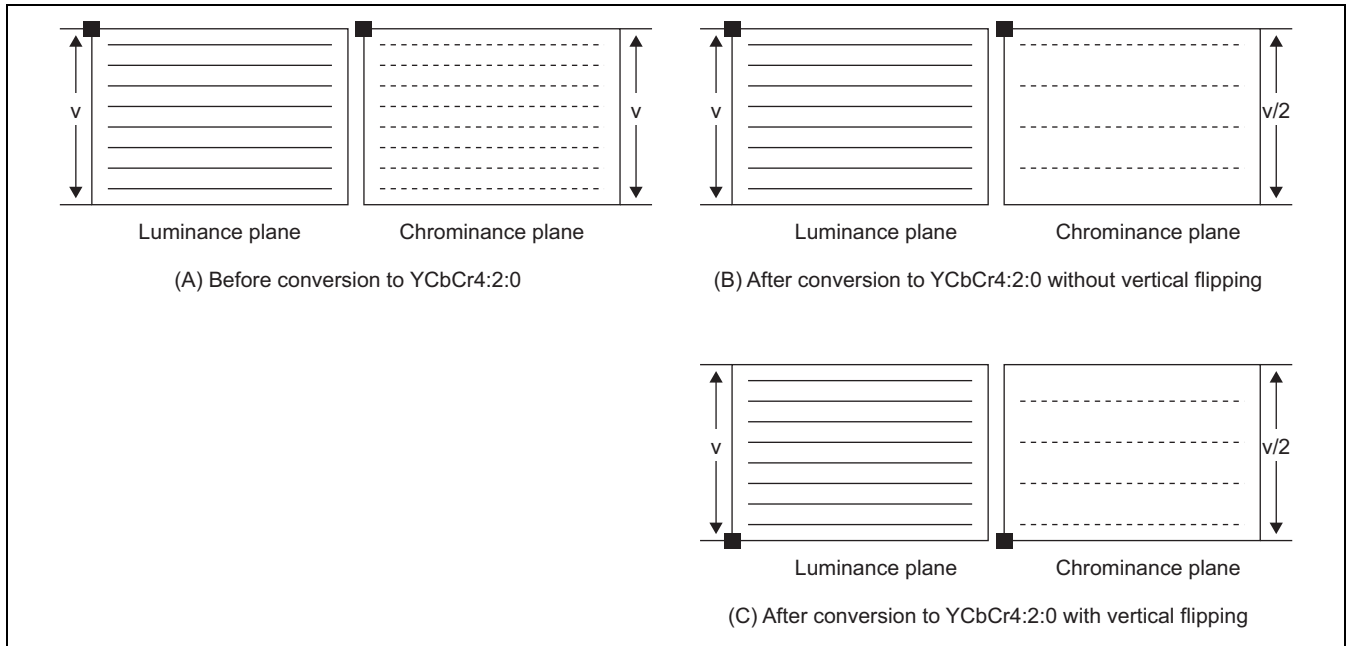 v
v
v
v/2
Luminance plane
Chrominance plane
Luminance plane
Chrominance plane
(A) Before conversion to YCbCr4:2:0
(B) After conversion to YCbCr4:2:0 without vertical flipping
v
v/2
Luminance plane
Chrominance plane
(C) After conversion to YCbCr4:2:0 with vertical flipping